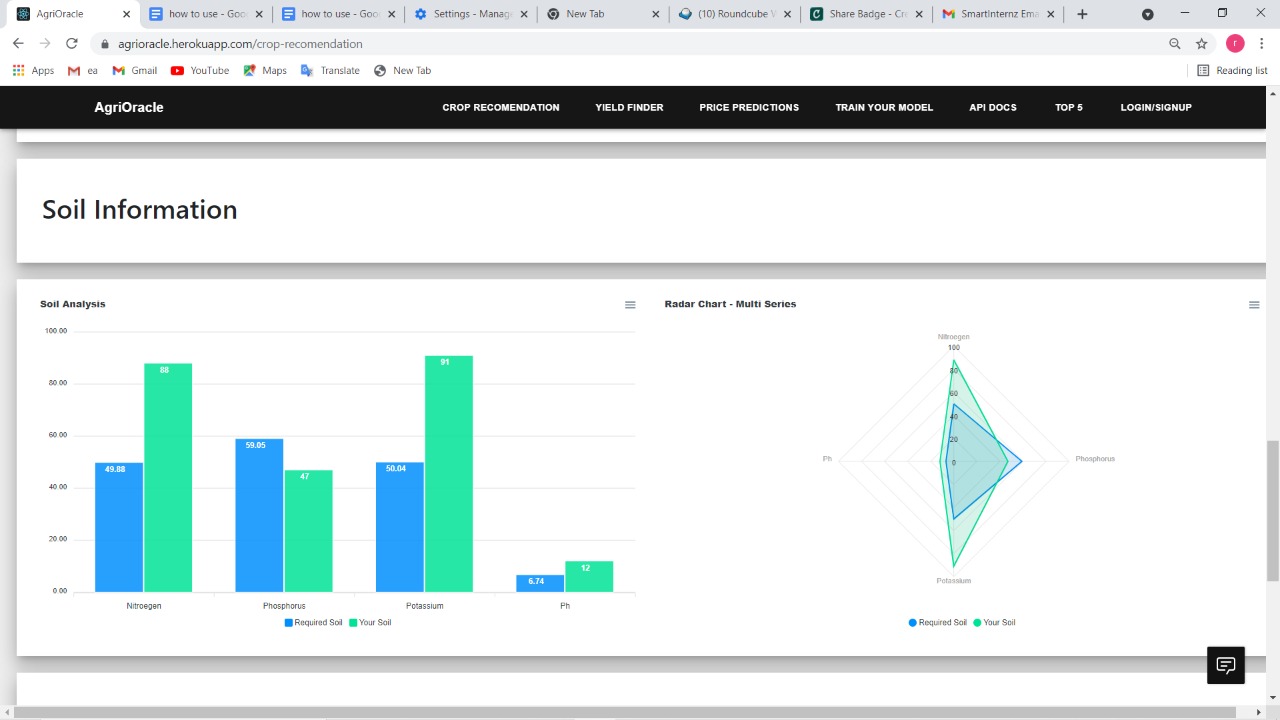 AgriOracle
how to use - Goo
how to use - Goo
Settings - Manage
New Tab
(10) Roundcube W
Share Badge - Cre
SmartInternz Ema
agrioracle.herokuapp.com/crop-recomendation
r
Apps
ea
Gmail
YouTube
Maps
Translate
New Tab
Reading list
AgriOracle
CROP RECOMENDATION
YIELD FINDER
PRICE PREDICTIONS
TRAIN YOUR MODEL
API DOCS
TOP 5
LOGIN/SIGNUP
Soil Information
Soil Analysis
100.00
80.00
60.00
40.00
20.00
0.00
49.88
88
59.05
47
50.04
91
6.74
12
Nitroegen
Phosphorus
Potassium
Ph
Required Soil
Your Soil
Radar Chart - Multi Series
Nitroegen
100
80
60
40
20
0
Ph
Phosphorus
Potassium
Required Soil
Your Soil